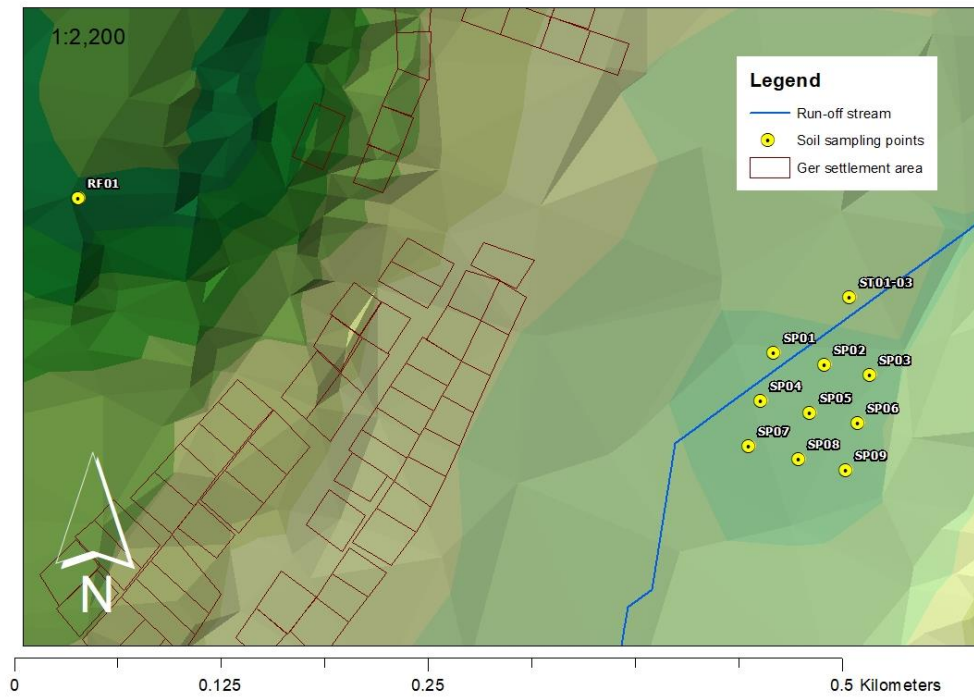 1:2,200
Legend
Run-off stream
Soil sampling points
Ger settlement area
RF01
ST01-03
SP01
SP02
SP03
SP04
SP05
SP06
SP07
SP08
SP09
N
0 0.125 0.25 0.5 Kilometers